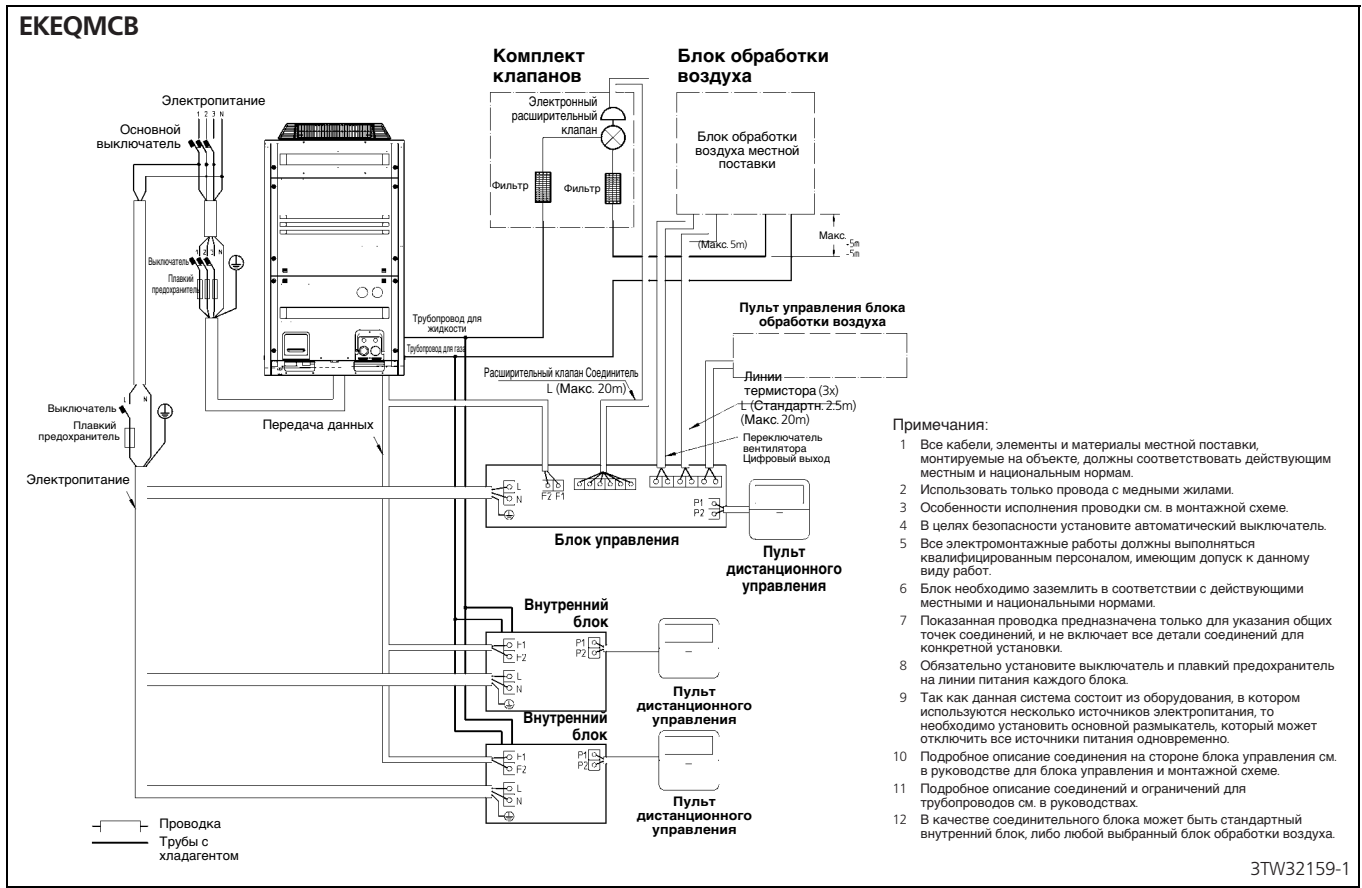 EKEQMCB
Электропитание
1 2 3 N
Основной
выключатель
Комплект
клапанов
Блок обработки
воздуха
Электронный
расширительный
клапан
Блок обработки
воздуха местной
поставки
Фильтр
Фильтр
(Макс. 5m)
Макс.
-5m
-5m
1 2 3 N
Выключатель
Плавкий
предохранитель
Трубопровод для
жидкости
Трубопровод для газа
Пульт управления блока
обработки воздуха
Расширительный клапан Соединитель
L (Макс. 20m)
Линии
термистора (3x)
L (Стандартн. 2.5m)
(Макс. 20m)
L N
Выключатель
Плавкий
предохранитель
Передача данных
Переключатель
вентилятора
Цифровый выход
Электропитание
L
N
F2 F1
P1
P2
Блок управления
Пульт
дистанционного
управления
Внутренний
блок
F1
F2
L
N
P1
P2
Пульт
дистанционного
управления
Внутренний
блок
F1
F2
L
N
P1
P2
Пульт
дистанционного
управления
Проводка
Трубы с
хладагентом
Примечания:
1 Все кабели, элементы и материалы местной поставки,
монтируемые на объекте, должны соответствовать действующим
местным и национальным нормам.
2 Использовать только провода с медными жилами.
3 Особенности исполнения проводки см. в монтажной схеме.
4 В целях безопасности установите автоматический выключатель.
5 Все электромонтажные работы должны выполняться
квалифицированным персоналом, имеющим допуск к данному
виду работ.
6 Блок необходимо заземлить в соответствии с действующими
местными и национальными нормами.
7 Показанная проводка предназначена только для указания общих
точек соединений, и не включает все детали соединений для
конкретной установки.
8 Обязательно установите выключатель и плавкий предохранитель
на линии питания каждого блока.
9 Так как данная система состоит из оборудования, в котором
используются несколько источников электропитания, то
необходимо установить основной размыкатель, который может
отключить все источники питания одновременно.
10 Подробное описание соединения на стороне блока управления см.
в руководстве для блока управления и монтажной схеме.
11 Подробное описание соединений и ограничений для
трубопроводов см. в руководствах.
12 В качестве соединительного блока может быть стандартный
внутренний блок, либо любой выбранный блок обработки воздуха.
3TW32159-1